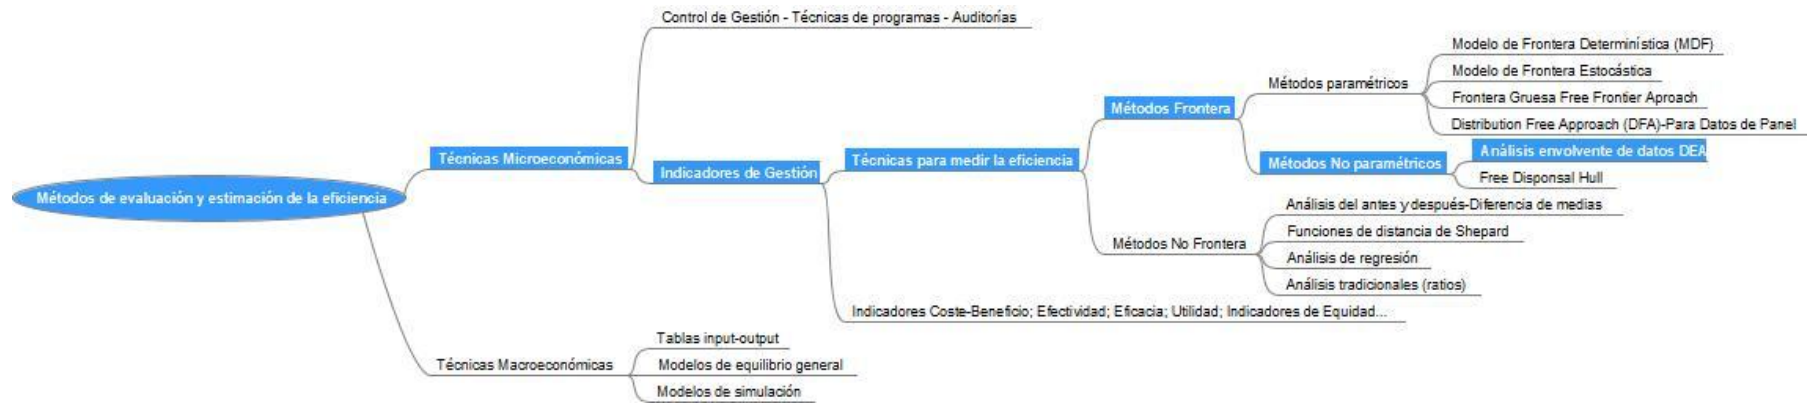 Control de Gestión - Técnicas de programas - Auditorías
Modelo de Frontera Determinística (MDF)
Modelo de Frontera Estocástica
Métodos paramétricos
Frontera Gruesa Free Frontier Aproach
Métodos Frontera
Distribution Free Approach (DFA)-Para Datos de Panel
Técnicas Microeconómicas
Técnicas para medir la eficiencia
Análisis envolvente de datos DEA
Métodos No paramétricos
Indicadores de Gestión
Free Disponsal Hull
Métodos de evaluación y estimación de la eficiencia
Análisis del antes y después-Diferencia de medias
Funciones de distancia de Shepard
Métodos No Frontera
Análisis de regresión
Análisis tradicionales (ratios)
Indicadores Coste-Beneficio; Efectividad; Eficacia; Utilidad; Indicadores de Equidad...
Tablas input-output
Técnicas Macroeconómicas
Modelos de equilibrio general
Modelos de simulación